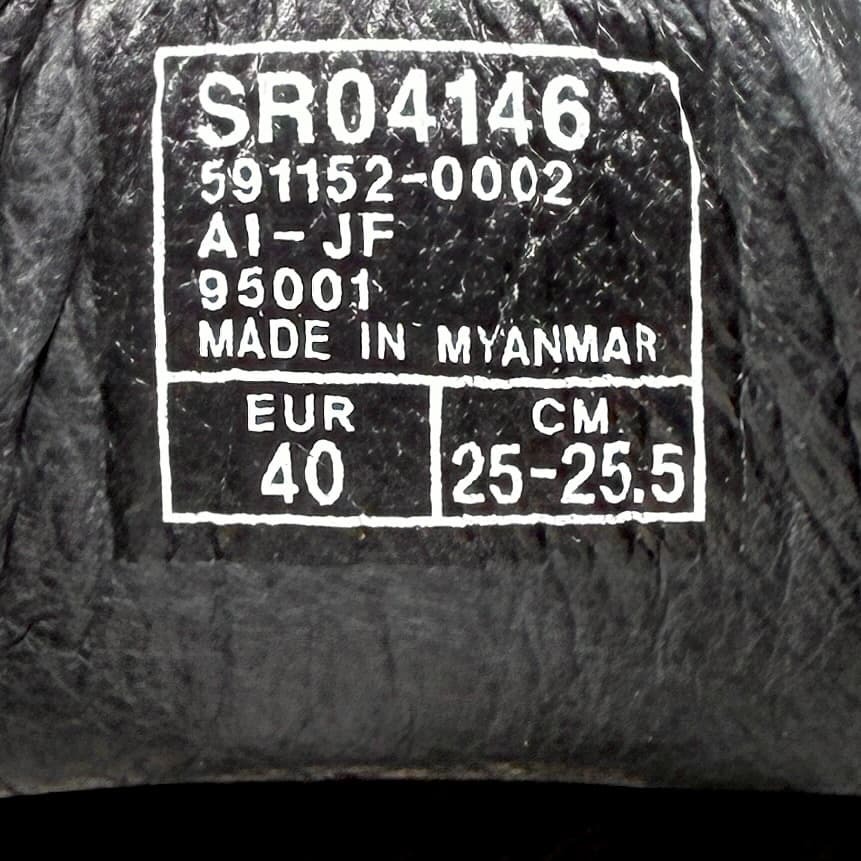 SR04146
591152-0002
AI-JF
95001
MADE IN MYANMAR
EUR CM
40 25-25.5